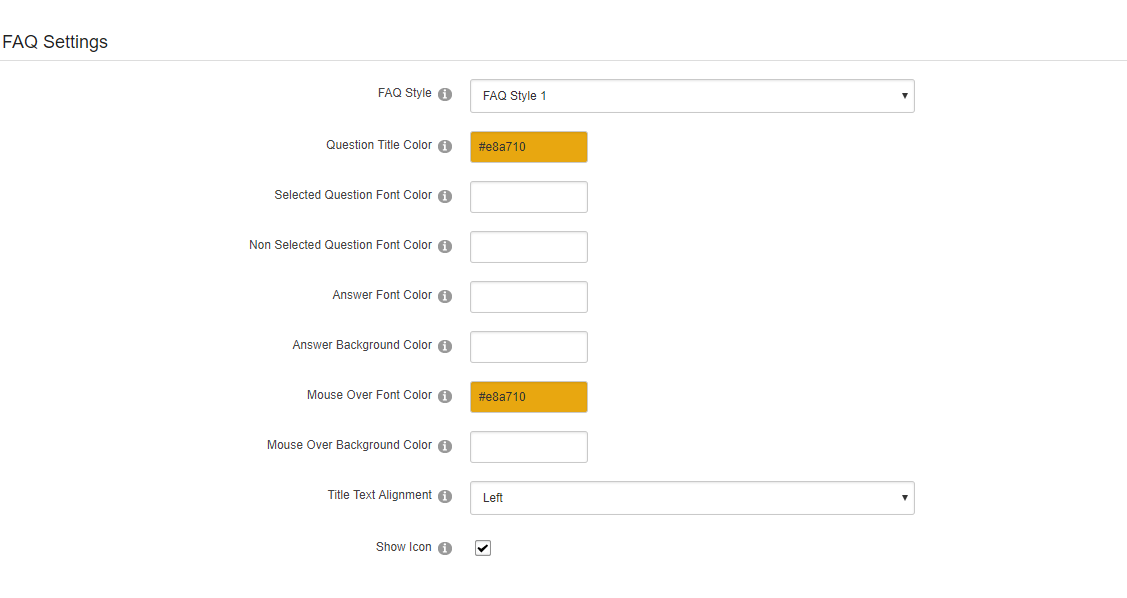 FAQ Settings
FAQ Style
FAQ Style 1
Question Title Color
#e8a710
Selected Question Font Color
Non Selected Question Font Color
Answer Font Color
Answer Background Color
Mouse Over Font Color
#e8a710
Mouse Over Background Color
Title Text Alignment
Left
Show Icon